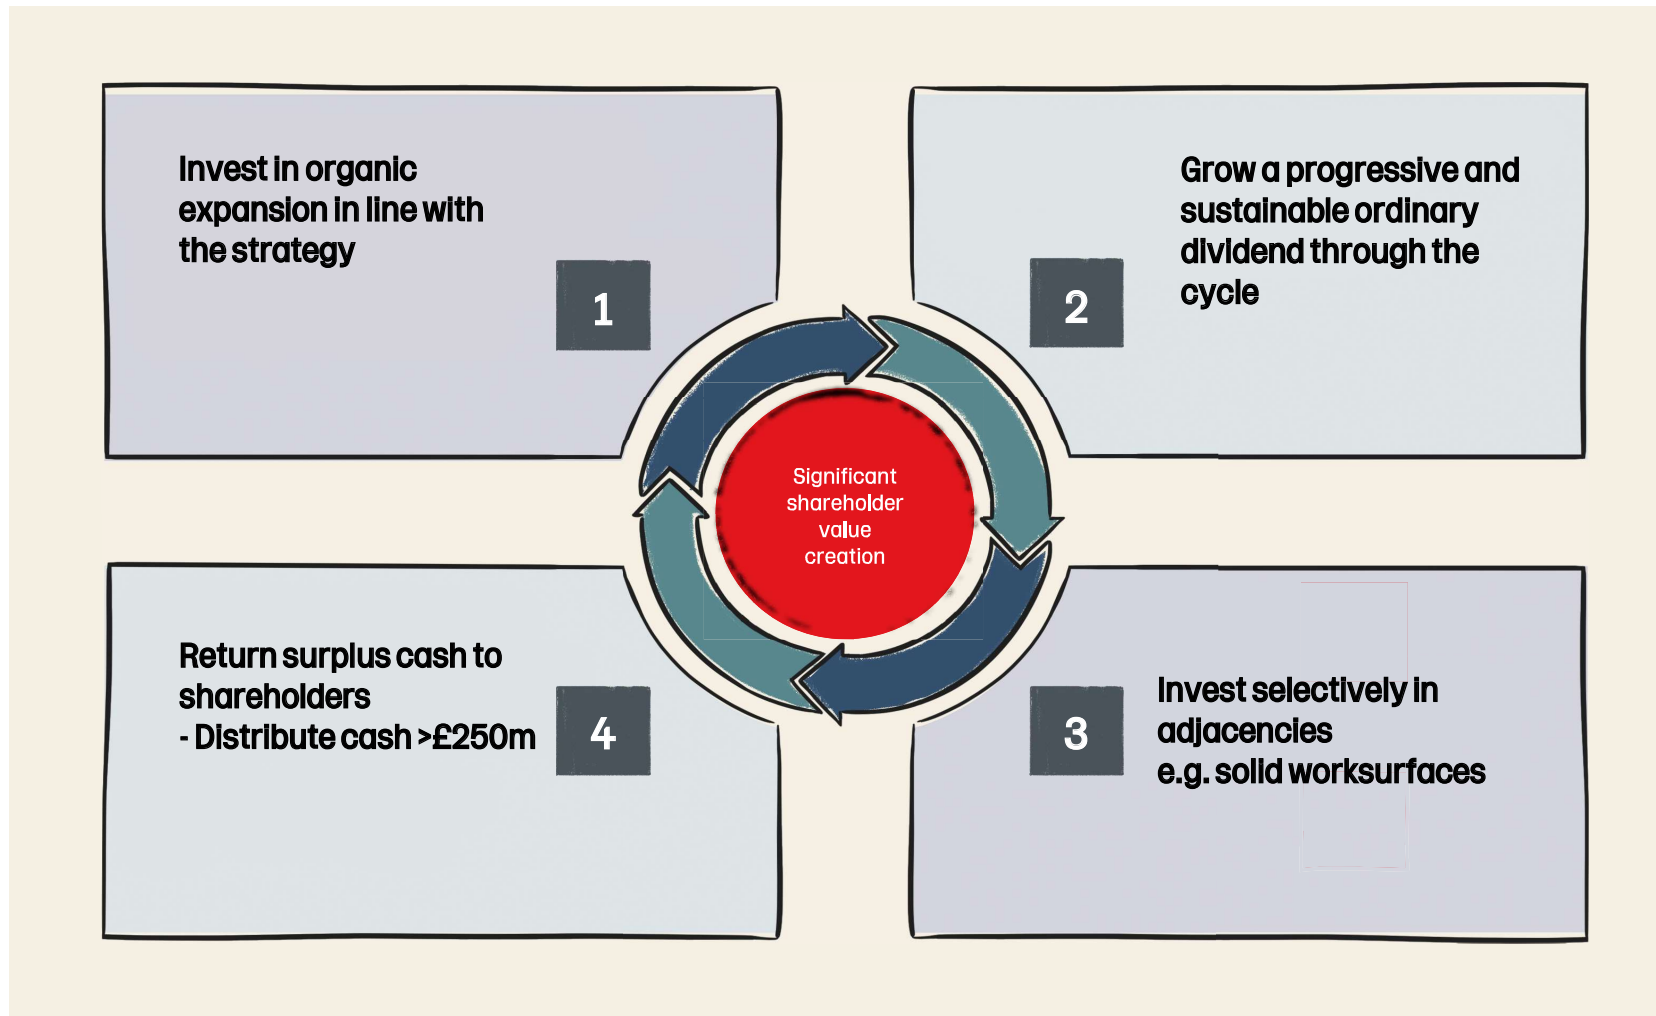 Invest in organic
expansion in line with
the strategy
1
Grow a progressive and
sustainable ordinary
dividend through the
cycle
2
Significant
shareholder
value
creation
Invest selectively in
adjacencies
e.g. solid worksurfaces
3
Return surplus cash to
shareholders
- Distribute cash >£250m
4